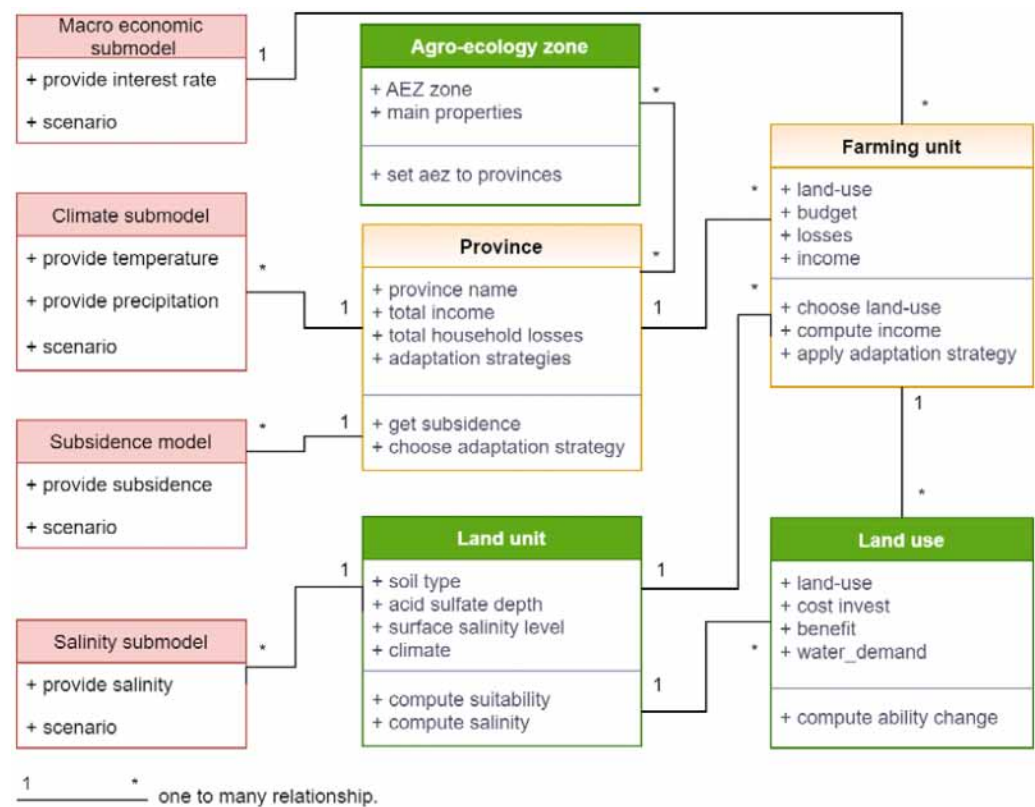 Macro economic
submodel
+ provide interest rate
+ scenario
1
Agro-ecology zone
+ AEZ zone
+ main properties
+ set aez to provinces
*
*
Farming unit
+ land-use
+ budget
+ losses
+ income
+ choose land-use
+ compute income
+ apply adaptation strategy
*
*
1
Climate submodel
+ provide temperature
+ provide precipitation
+ scenario
*
1
Province
+ province name
+ total income
+ total household losses
+ adaptation strategies
+ get subsidence
+ choose adaptation strategy
*
1
Subsidence model
+ provide subsidence
+ scenario
*
1
Land unit
+ soil type
+ acid sulfate depth
+ surface salinity level
+ climate
+ compute suitability
+ compute salinity
1
1
1
*
Land use
+ land-use
+ cost invest
+ benefit
+ water_demand
+ compute ability change
*
Salinity submodel
+ provide salinity
+ scenario
*
1 * one to many relationship.